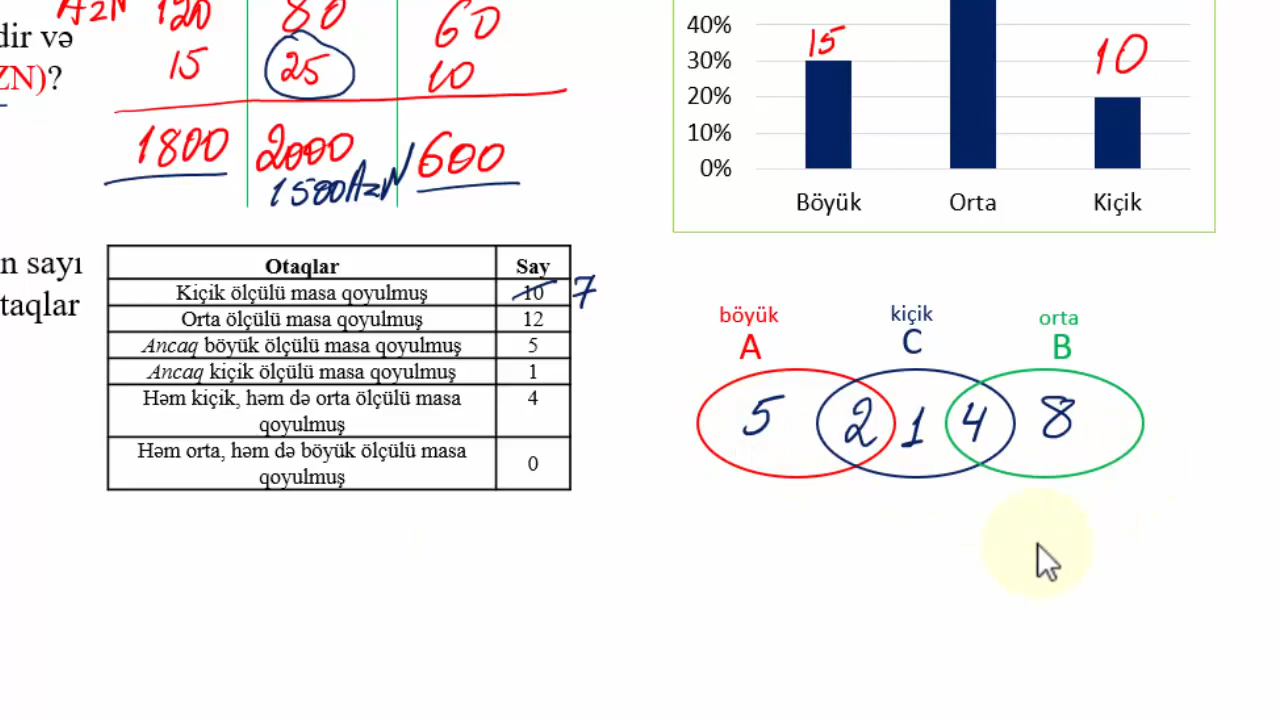 AzN 120 80 60
dir və
15 25 10
ZN)?
1800 2000 600
1580AzN
40%
30%
20%
10%
0%
15
10
Böyük Orta Kiçik
n sayı
taqlar
Otaqlar Say
Kiçik ölçülü masa qoyulmuş 10 7
Orta ölçülü masa qoyulmuş 12
Ancaq böyük ölçülü masa qoyulmuş 5
Ancaq kiçik ölçülü masa qoyulmuş 1
Həm kiçik, həm də orta ölçülü masa 4
qoyulmuş
Həm orta, həm də böyük ölçülü masa 0
qoyulmuş
böyük kiçik orta
A C B
5 2 1 4 8